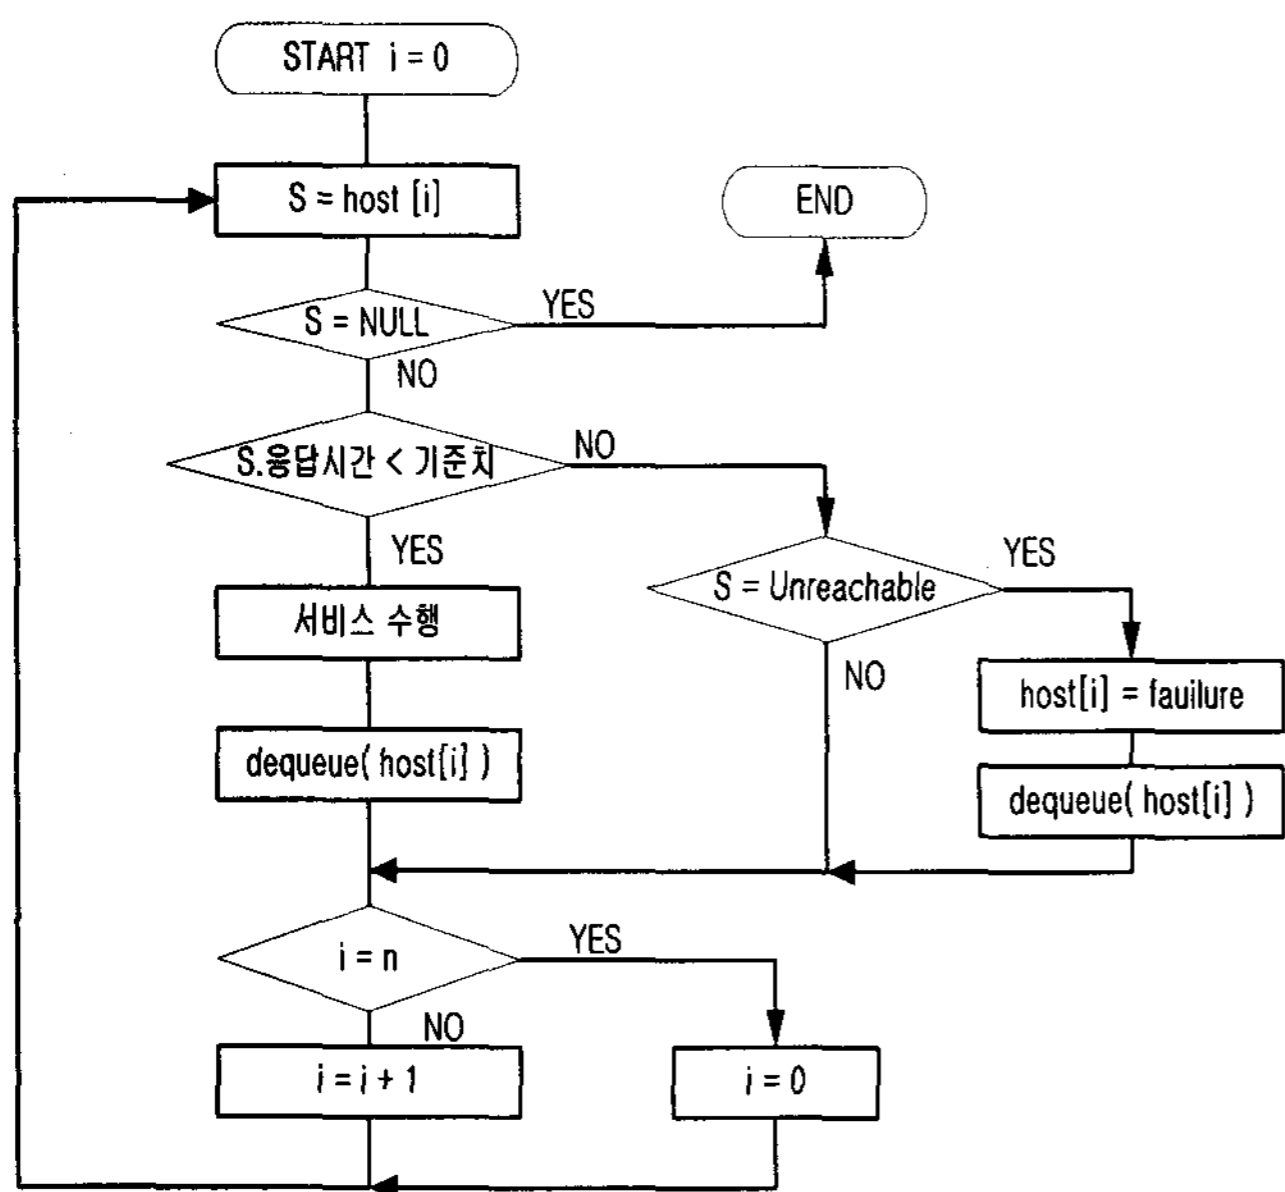 START i = 0
S = host [i]
END
S = NULL
YES
NO
S.응답시간 < 기준치
NO
YES
S = Unreachable
YES
NO
서비스 수행
host[i] = fauilure
dequeue( host[i] )
dequeue( host[i] )
i = n
YES
NO
i = i + 1
i = 0